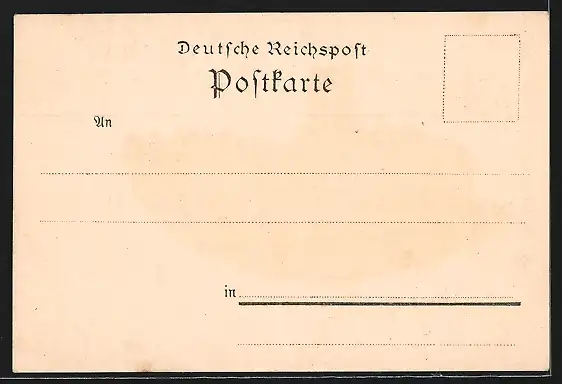 Deutsche Reichspost
Postkarte
An
in